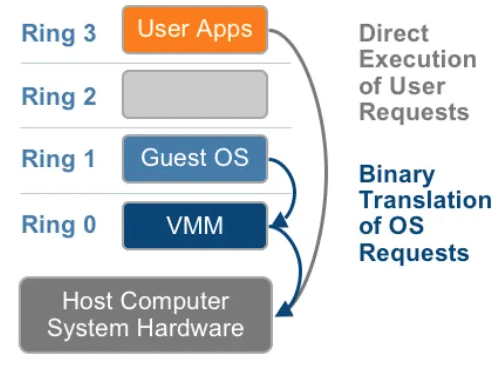 Ring 3
User Apps
Direct
Execution
of User
Requests
Ring 2
Ring 1
Guest OS
Binary
Translation
of OS
Requests
Ring 0
VMM
Host Computer
System Hardware